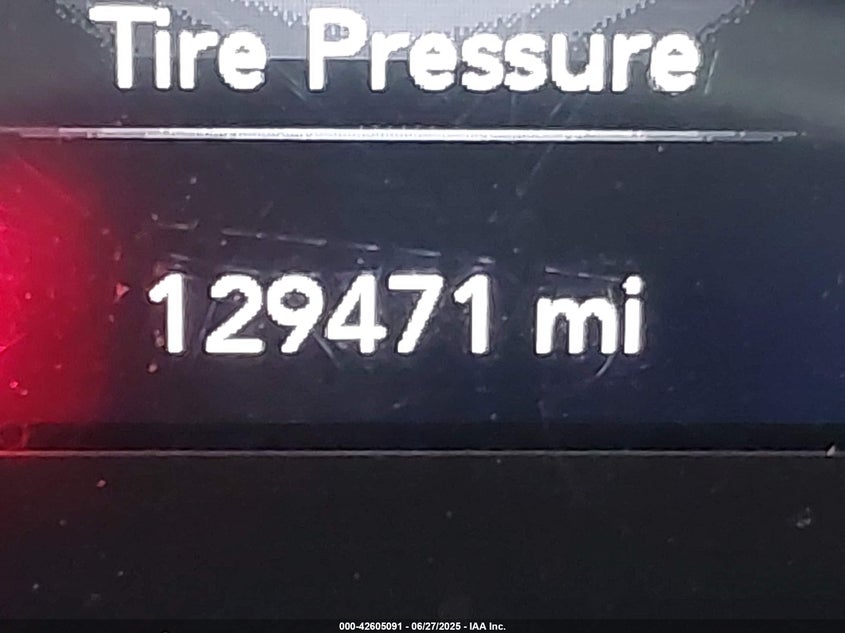 Tire Pressure
129471 mi
000-42605091 - 06/27/2025 - IAA Inc.